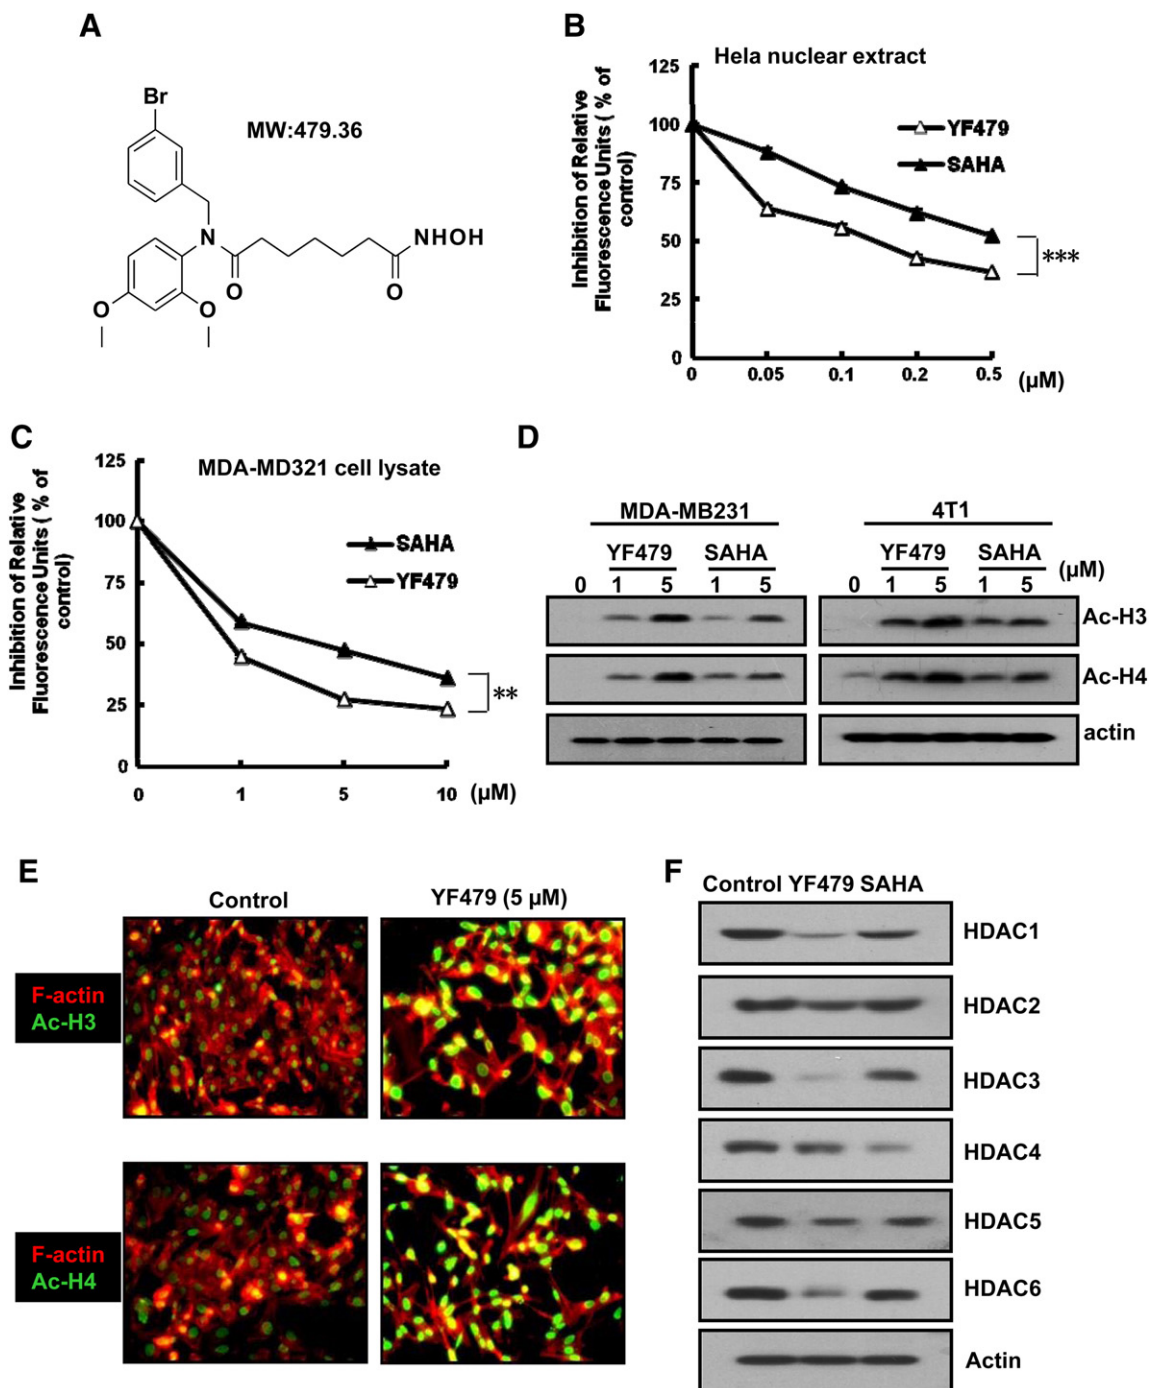 A
Br
MW:479.36
N
NHOH
O
O
O
O
B
Hela nuclear extract
Inhibition of Relative
Fluorescence Units ( % of
control)
125
100
75
50
25
0
YF479
SAHA
***
0 0.05 0.1 0.2 0.5 (µM)
C
MDA-MD321 cell lysate
Inhibition of Relative
Fluorescence Units ( % of
control)
125
100
75
50
25
0
SAHA
YF479
**
0 1 5 10 (µM)
D
MDA-MB231 4T1
YF479 SAHA YF479 SAHA
0 1 5 1 5 0 1 5 1 5 (µM)
Ac-H3
Ac-H4
actin
E
Control YF479 (5 µM)
F-actin
Ac-H3
F-actin
Ac-H4
F
Control YF479 SAHA
HDAC1
HDAC2
HDAC3
HDAC4
HDAC5
HDAC6
Actin